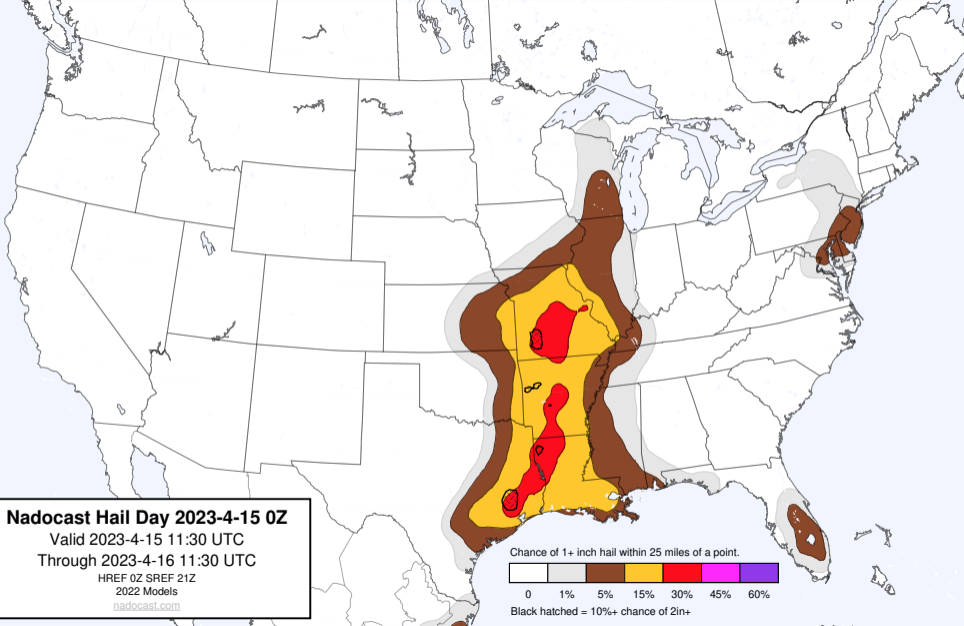 Nadocast Hail Day 2023-4-15 0Z
Valid 2023-4-15 11:30 UTC
Through 2023-4-16 11:30 UTC
HREF 0Z SREF 21Z
2022 Models
nadocast.com
Chance of 1+ inch hail within 25 miles of a point.
0 1% 5% 15% 30% 45% 60%
Black hatched = 10%+ chance of 2in+